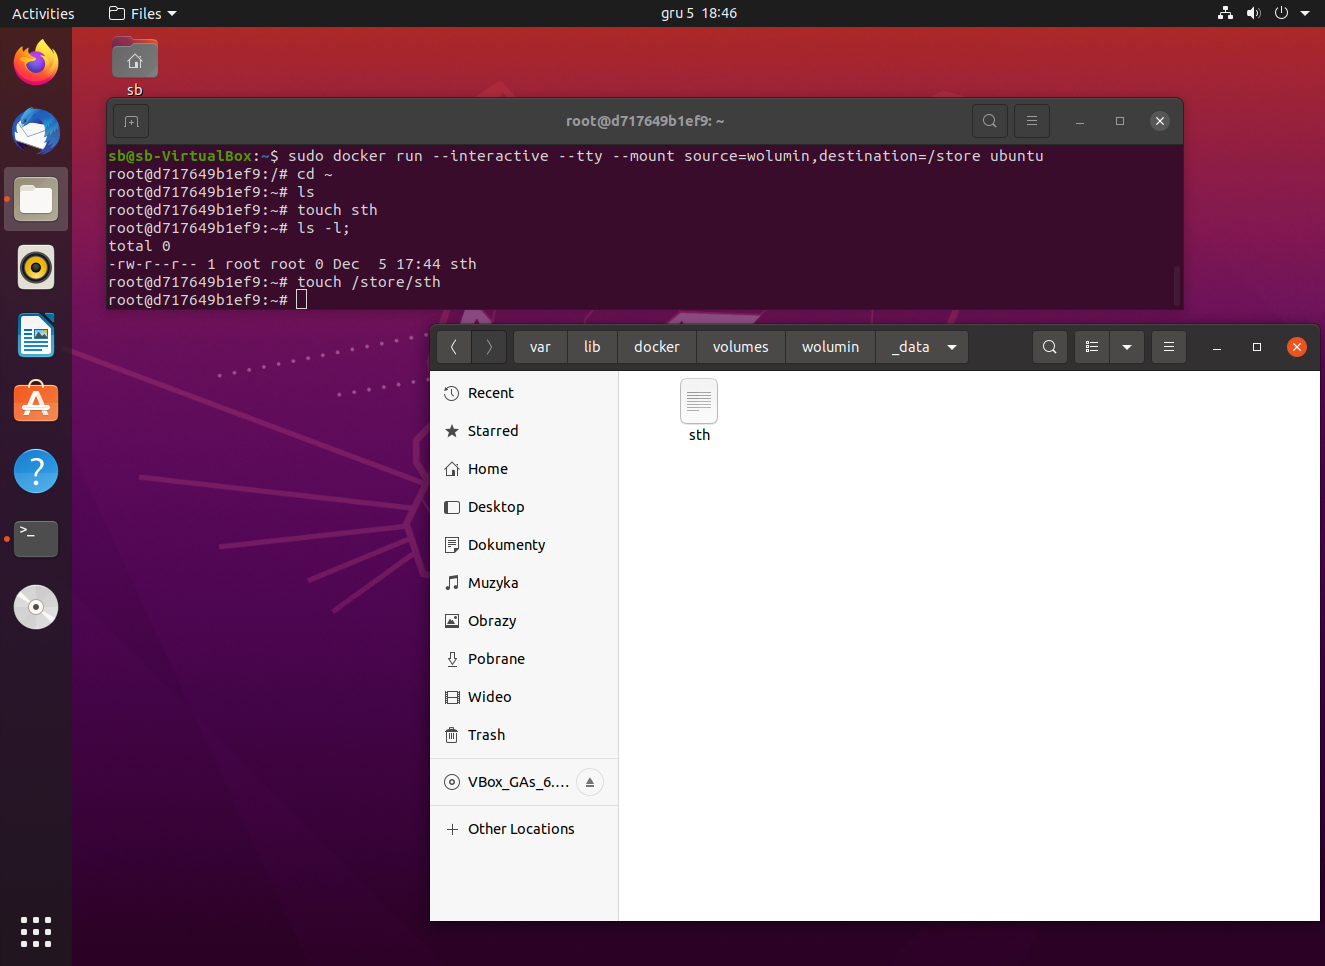 Activities
Files
gru 5 18:46
sb
root@d717649b1ef9: ~
sb@sb-VirtualBox:~$ sudo docker run --interactive --tty --mount source=wolumin,destination=/store ubuntu
root@d717649b1ef9:/# cd ~
root@d717649b1ef9:~# ls
root@d717649b1ef9:~# touch sth
root@d717649b1ef9:~# ls -l;
total 0
-rw-r--r-- 1 root root 0 Dec  5 17:44 sth
root@d717649b1ef9:~# touch /store/sth
root@d717649b1ef9:~#
var lib docker volumes wolumin _data
Recent
Starred
Home
Desktop
Dokumenty
Muzyka
Obrazy
Pobrane
Wideo
Trash
VBox_GAs_6.…
Other Locations
sth